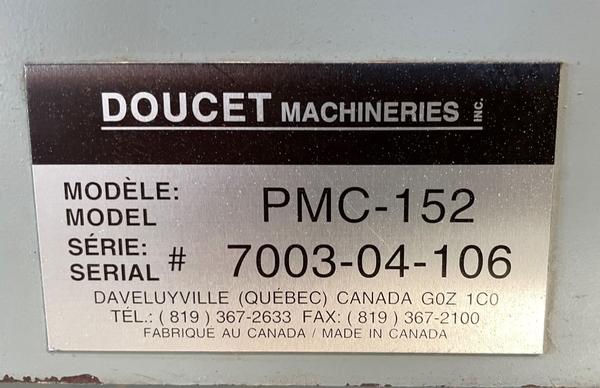 DOUCET MACHINERIES INC.
MODÈLE: PMC-152
MODEL
SÉRIE: # 7003-04-106
SERIAL
DAVELUYVILLE (QUÉBEC) CANADA G0Z 1C0
TÉL.: ( 819 ) 367-2633 FAX: ( 819 ) 367-2100
FABRIQUÉ AU CANADA / MADE IN CANADA